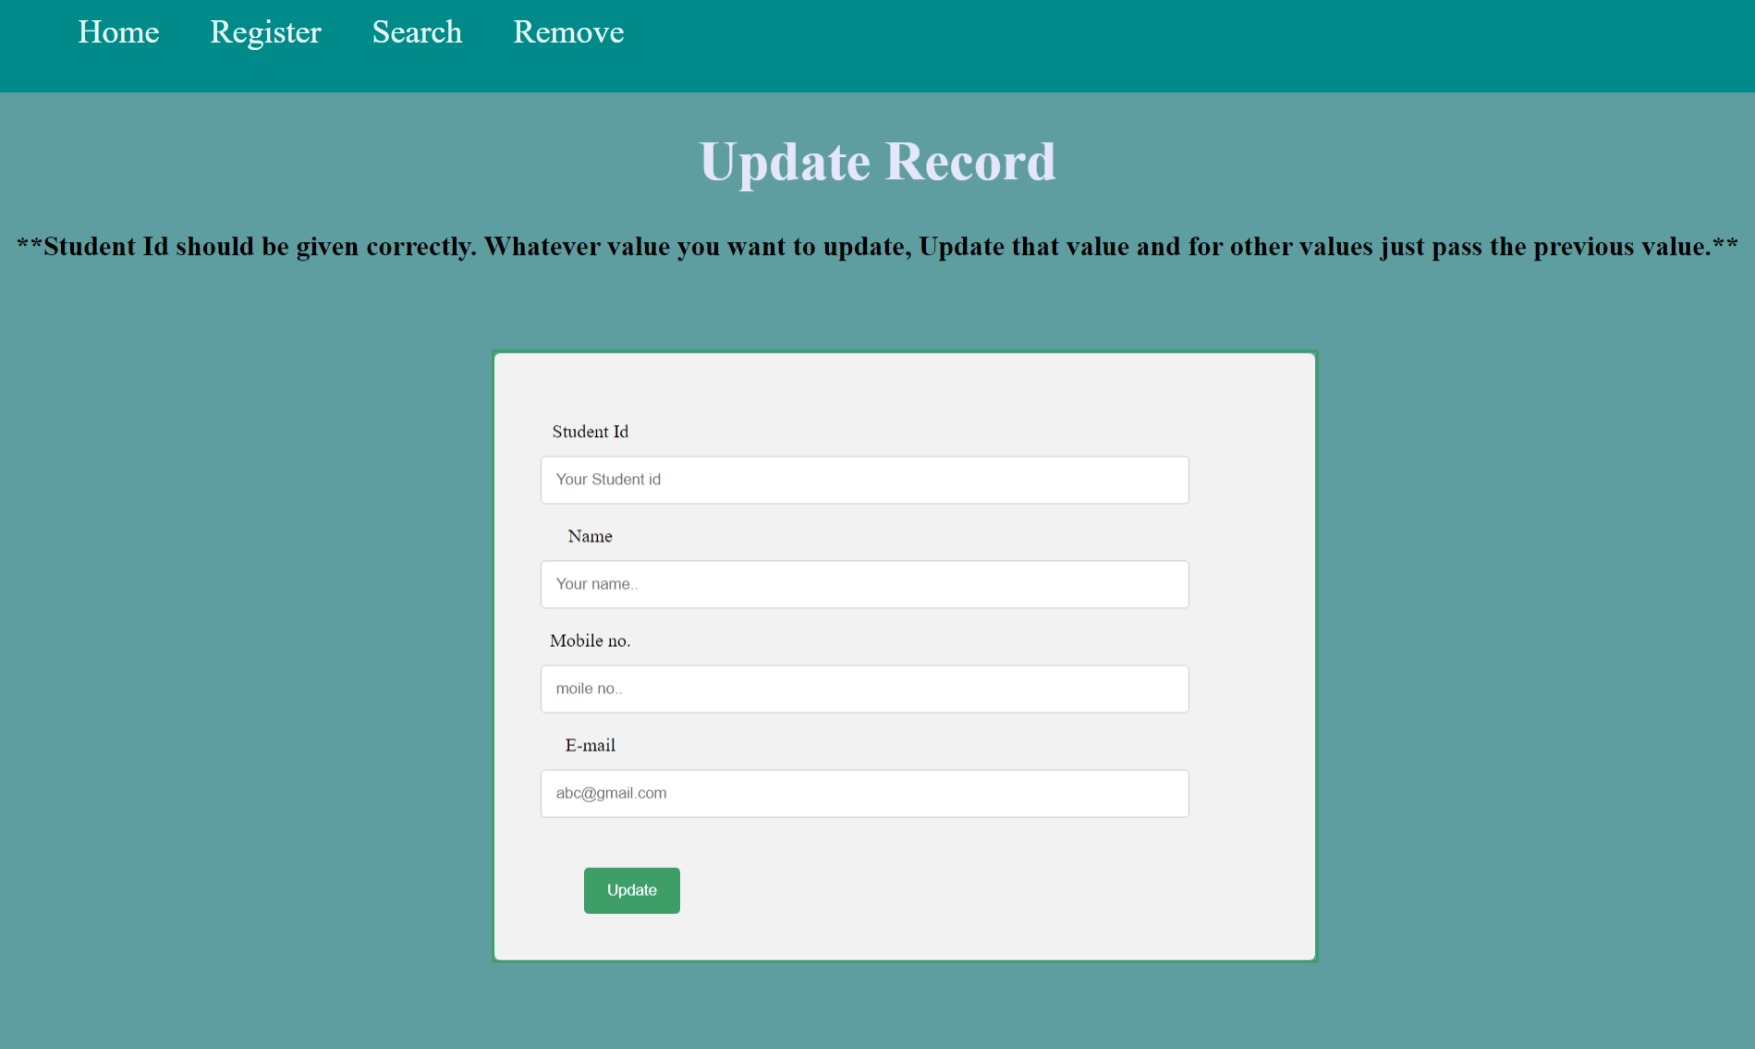 Home Register Search Remove
Update Record
**Student Id should be given correctly. Whatever value you want to update, Update that value and for other values just pass the previous value.**
Student Id
Your Student id
Name
Your name..
Mobile no.
moile no..
E-mail
abc@gmail.com
Update